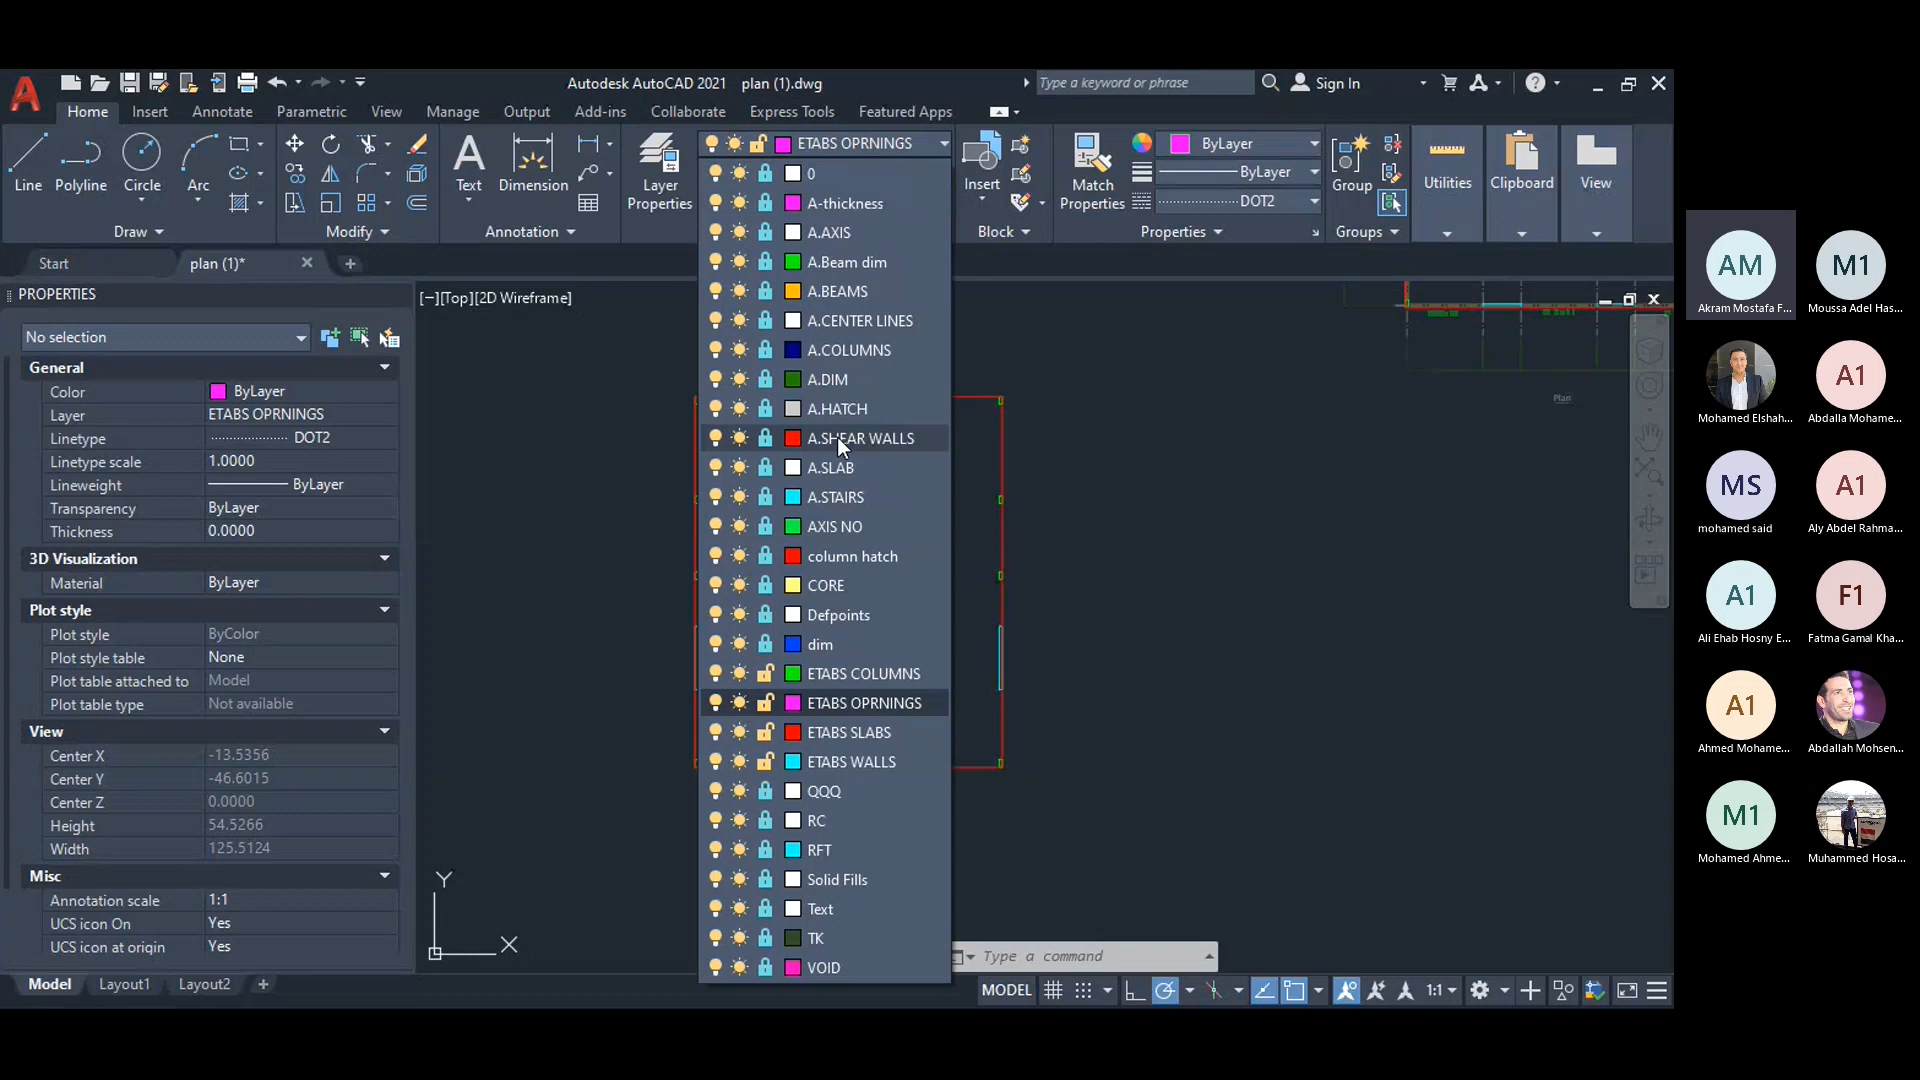 Autodesk AutoCAD 2021 plan (1).dwg
Type a keyword or phrase
Sign In
Home Insert Annotate Parametric View Manage Output Add-ins Collaborate Express Tools Featured Apps
Line Polyline Circle Arc
Draw
Modify
Text Dimension
Annotation
Layer
Properties
ETABS OPRNINGS
Insert
Block
Match
Properties
ByLayer
ByLayer
DOT2
Properties
Group
Groups
Utilities
Clipboard
View
Start
plan (1)*
PROPERTIES
No selection
General
Color ByLayer
Layer ETABS OPRNINGS
Linetype DOT2
Linetype scale 1.0000
Lineweight ByLayer
Transparency ByLayer
Thickness 0.0000
3D Visualization
Material ByLayer
Plot style
Plot style ByColor
Plot style table None
Plot table attached to Model
Plot table type Not available
View
Center X -13.5356
Center Y -46.6015
Center Z 0.0000
Height 54.5266
Width 125.5124
Misc
Annotation scale 1:1
UCS icon On Yes
UCS icon at origin Yes
[−][Top][2D Wireframe]
0
A-thickness
A.AXIS
A.Beam dim
A.BEAMS
A.CENTER LINES
A.COLUMNS
A.DIM
A.HATCH
A.SHEAR WALLS
A.SLAB
A.STAIRS
AXIS NO
column hatch
CORE
Defpoints
dim
ETABS COLUMNS
ETABS OPRNINGS
ETABS SLABS
ETABS WALLS
QQQ
RC
RFT
Solid Fills
Text
TK
VOID
Plan
Y
X
Type a command
Model Layout1 Layout2
MODEL
1:1
AM
Akram Mostafa F...
M1
Moussa Adel Has...
Mohamed Elshah...
A1
Abdalla Mohame...
MS
mohamed said
A1
Aly Abdel Rahma...
A1
Ali Ehab Hosny E...
F1
Fatma Gamal Kha...
A1
Ahmed Mohame...
Abdallah Mohsen...
M1
Mohamed Ahme...
Muhammed Hosa...